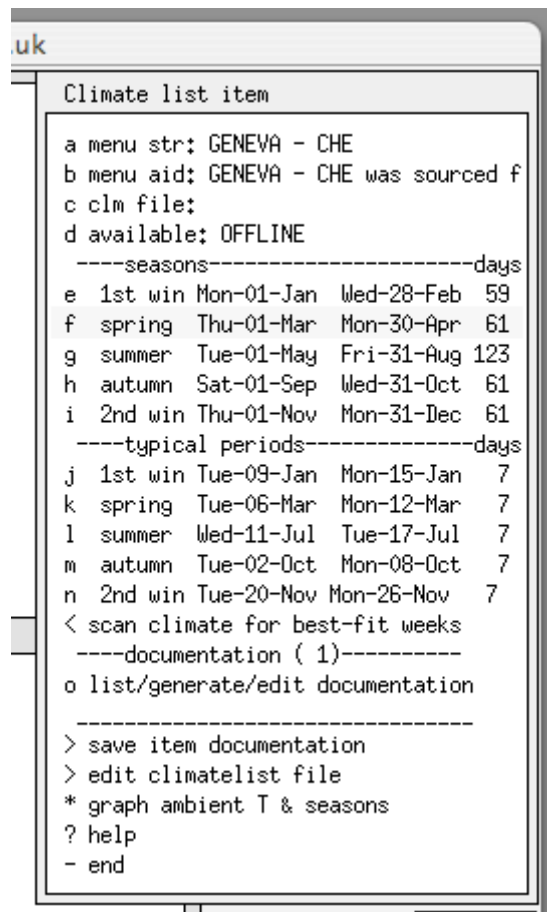 .uk
Climate list item
a menu str: GENEVA - CHE
b menu aid: GENEVA - CHE was sourced f
c clm file:
d available: OFFLINE
----seasons----------------------days
e 1st win Mon-01-Jan Wed-28-Feb 59
f spring Thu-01-Mar Mon-30-Apr 61
g summer Tue-01-May Fri-31-Aug 123
h autumn Sat-01-Sep Wed-31-Oct 61
i 2nd win Thu-01-Nov Mon-31-Dec 61
----typical periods--------------days
j 1st win Tue-09-Jan Mon-15-Jan 7
k spring Tue-06-Mar Mon-12-Mar 7
l summer Wed-11-Jul Tue-17-Jul 7
m autumn Tue-02-Oct Mon-08-Oct 7
n 2nd win Tue-20-Nov Mon-26-Nov 7
< scan climate for best-fit weeks
----documentation ( 1)----------
o list/generate/edit documentation
---------------------------------
> save item documentation
> edit climatelist file
* graph ambient T & seasons
? help
- end